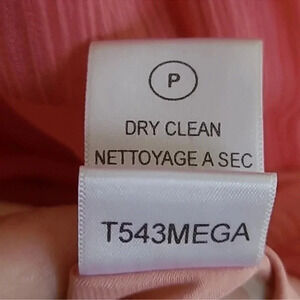 P
DRY CLEAN
NETTOYAGE A SEC
T543MEGA